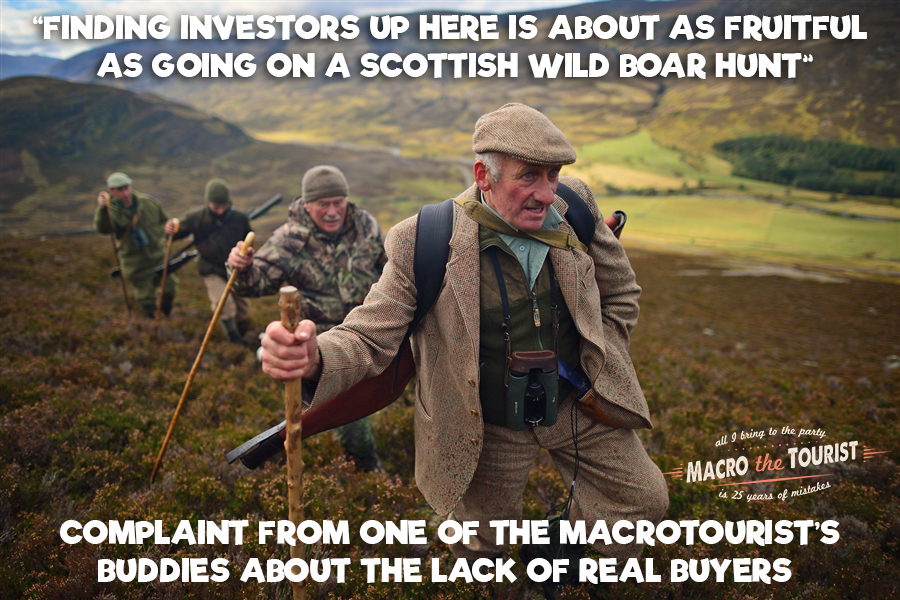 “FINDING INVESTORS UP HERE IS ABOUT AS FRUITFUL
AS GOING ON A SCOTTISH WILD BOAR HUNT“
all I bring to the party
MACRO the TOURIST
is 25 years of mistakes
COMPLAINT FROM ONE OF THE MACROTOURIST’S
BUDDIES ABOUT THE LACK OF REAL BUYERS